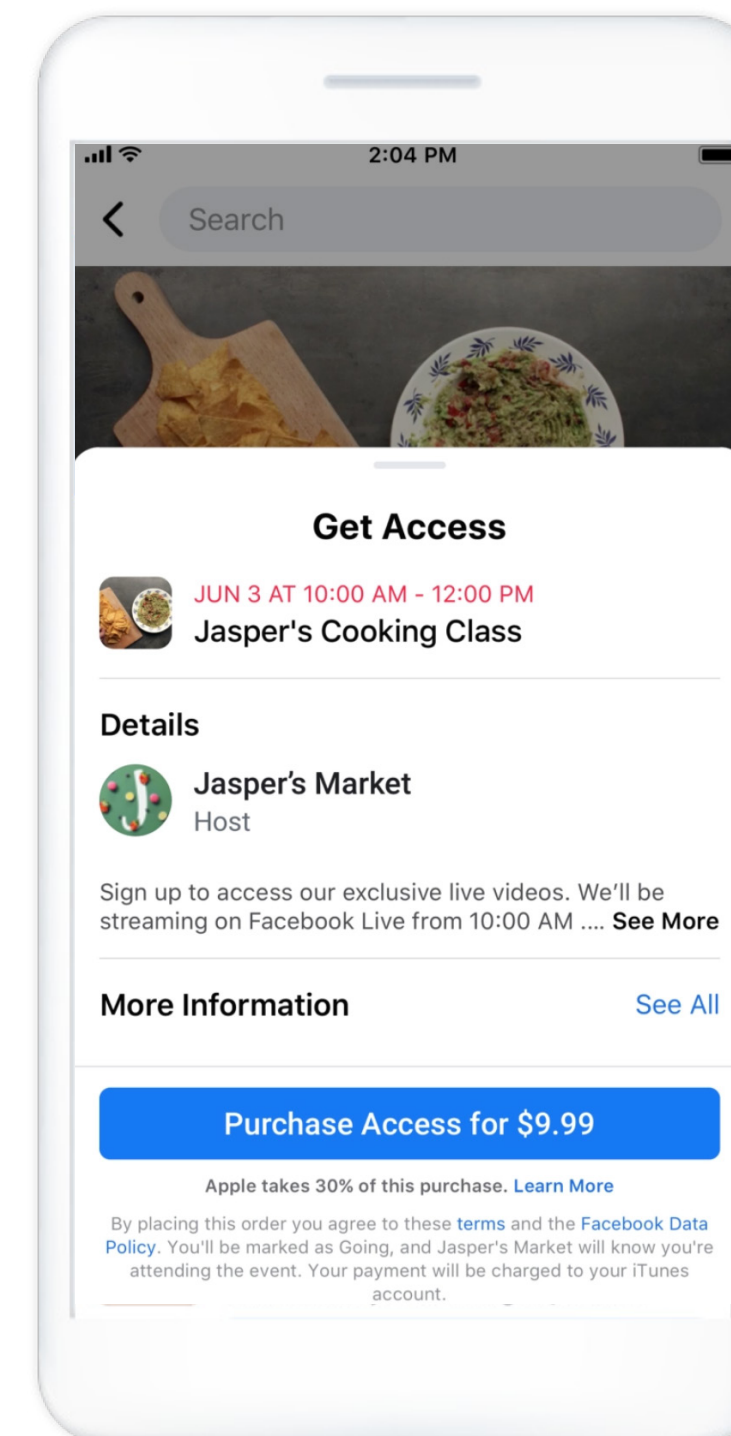 2:04 PM
Search
Get Access
JUN 3 AT 10:00 AM - 12:00 PM
Jasper's Cooking Class
Details
Jasper’s Market
Host
Sign up to access our exclusive live videos. We’ll be
streaming on Facebook Live from 10:00 AM .... See More
More Information
See All
Purchase Access for $9.99
Apple takes 30% of this purchase. Learn More
By placing this order you agree to these terms and the Facebook Data
Policy. You'll be marked as Going, and Jasper's Market will know you're
attending the event. Your payment will be charged to your iTunes
account.